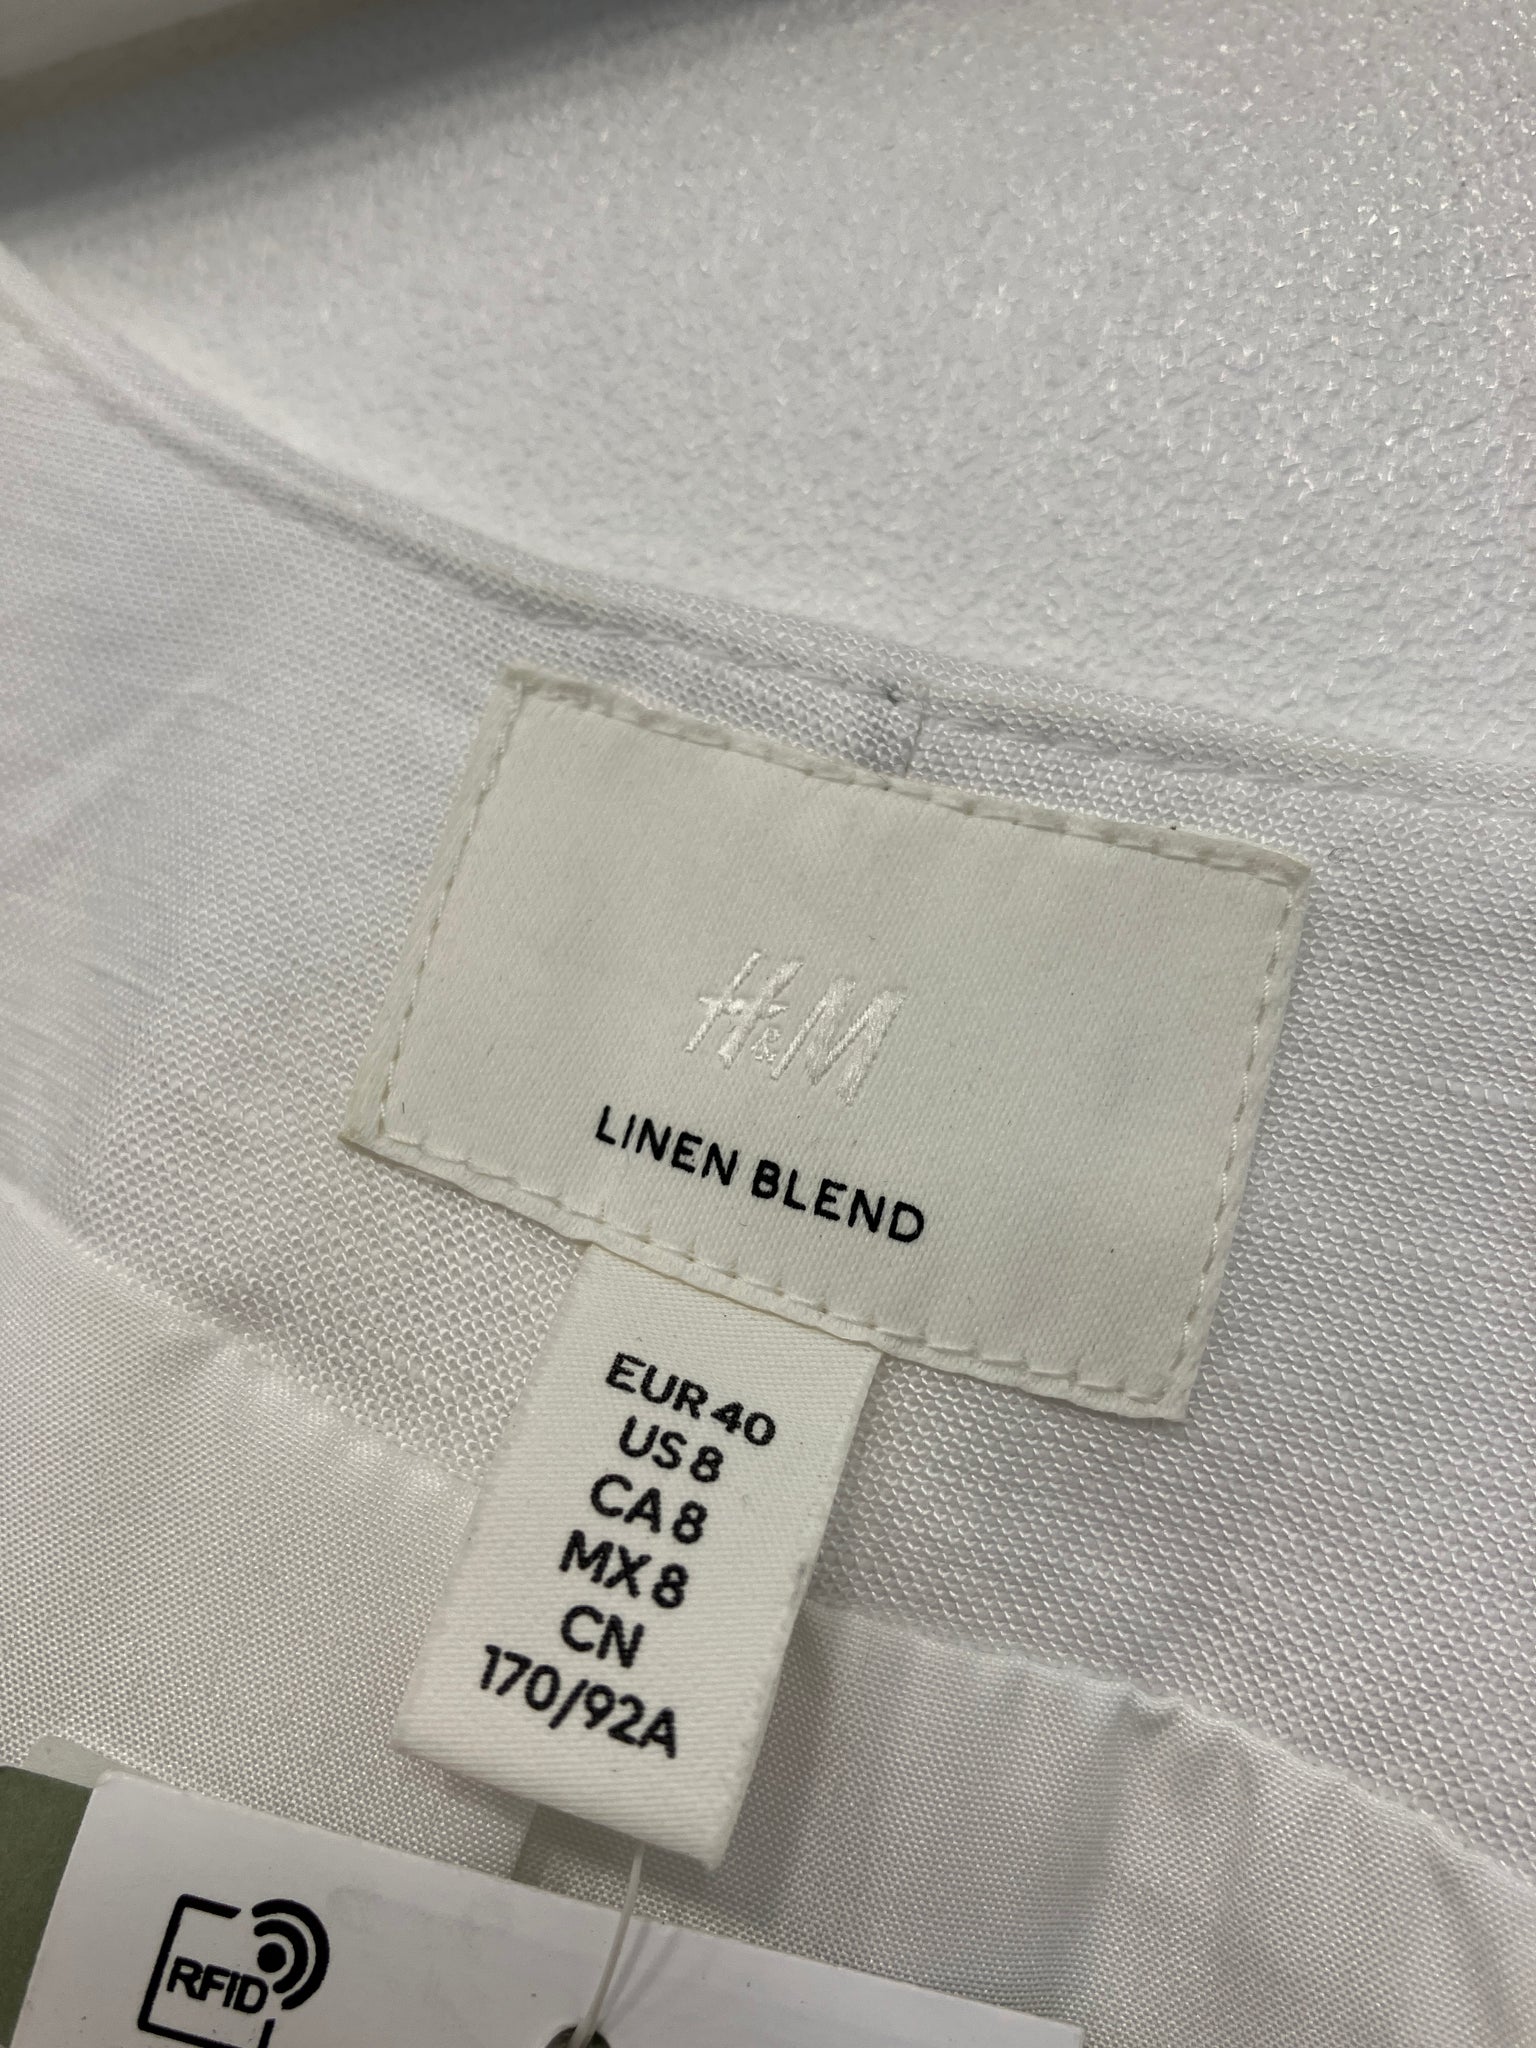 H&M
LINEN BLEND
EUR 40
US 8
CA 8
MX 8
CN
170/92A
RFID